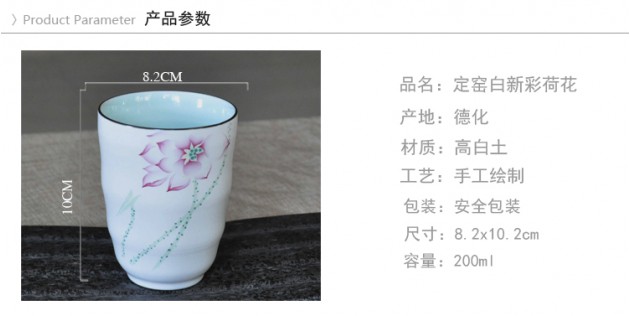 》Product Parameter 产品参数
8.2CM
10CM
品名：定窑白新彩荷花
产地：德化
材质：高白土
工艺：手工绘制
包装：安全包装
尺寸：8.2x10.2cm
容量：200ml